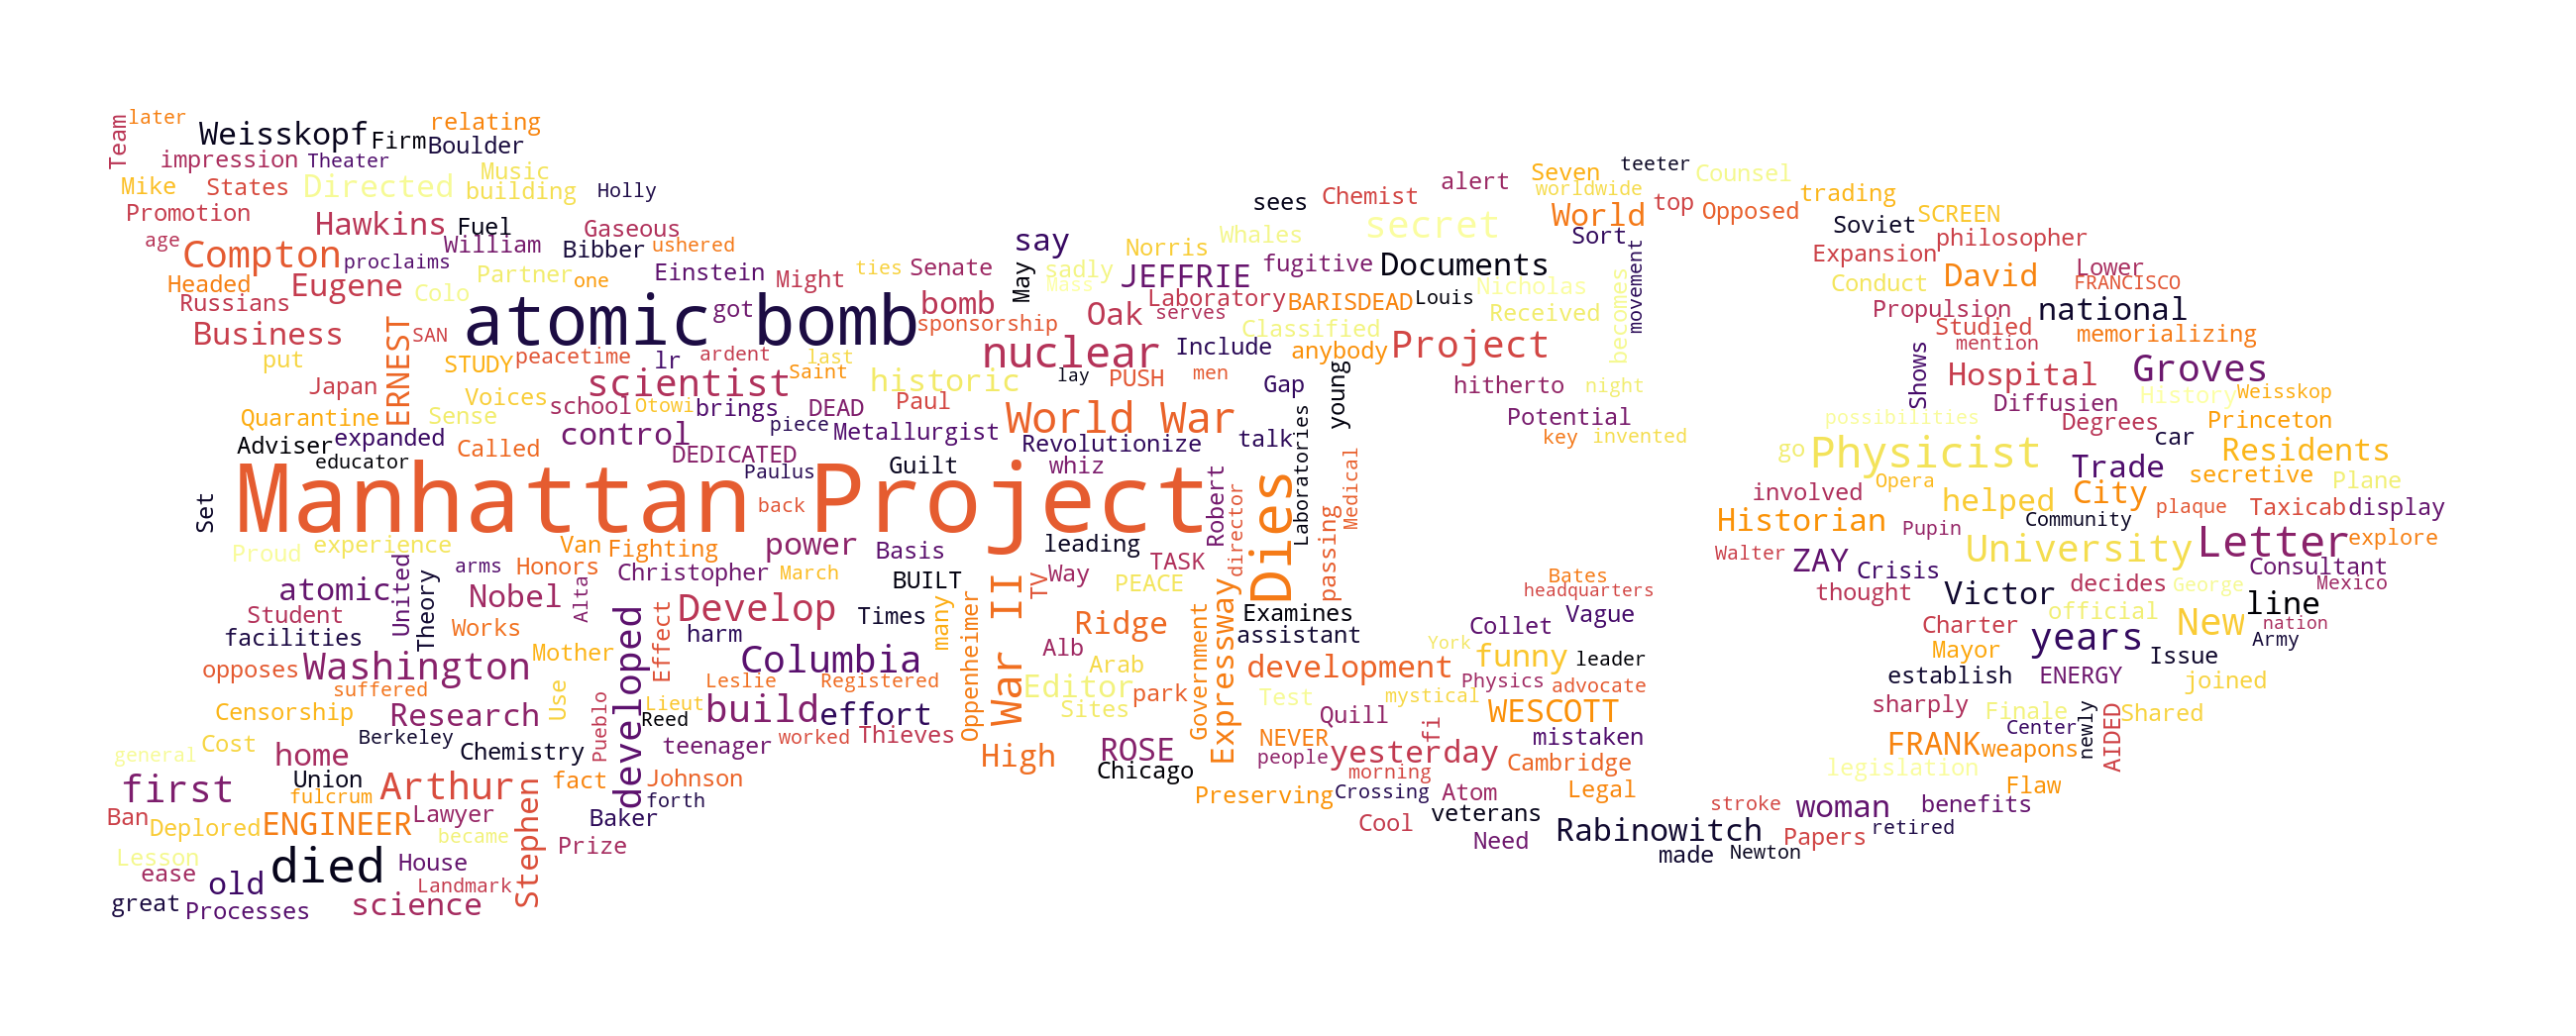 later
Team
Weisskopf
Firm
relating
Boulder
impression
Theater
Music
Mike
States
Directed
building
Holly
Promotion
Hawkins
Fuel
Gaseous
age
Compton
proclaims
William
Bibber
ushered
Headed
Eugene
Colo
Partner
one
Einstein
Might
ties
Senate
Russians
Business
ERNEST
SAN
atomic bomb
got
bomb
sponsorship
put
STUDY
peacetime
lr
ardent
last
Japan
scientist
Saint
historic
Quarantine
Sense
Voices
school
Otowi
brings
DEAD
Paul
Adviser
expanded
Called
control
piece
Metallurgist
educator
DEDICATED
Paulus
Guilt
Set
Manhattan Project
back
say
May
sadly
Mass
Norris
JEFFRIE
Whales
sees
Chemist
alert
Seven
teeter
Counsel
worldwide
secret
World
top
Opposed
trading
Sort
fugitive
Documents
Oak
Laboratory
serves
BARISDEAD
Louis
Nicholas
Received
becomes
movement
Classified
nuclear
Include
anybody
Project
lay
PUSH
men
Gap
young
hitherto
night
World War
Potential
Revolutionize
talk
key
invented
whiz
Robert
director
Laboratories
Medical
passing
Dies
Soviet
SCREEN
Expansion
philosopher
Conduct
David
Lower
FRANCISCO
Propulsion
national
Studied
memorializing
mention
Shows
Hospital
Groves
History
Weisskop
Diffusien
possibilities
Degrees
Princeton
go
Physicist
car
Residents
Trade
secretive
Opera
Plane
involved
helped
City
plaque
Taxicab
display
Historian
Pupin
Community
Walter
ZAY
Crisis
University
Letter
explore
Consultant
thought
Victor
decides
George
Mexico
official
line
Charter
New
nation
Army
Mayor
years
Issue
establish
ENERGY
joined
sharply
Finale
Shared
Center
newly
AIDED
FRANK
weapons
legislation
Flaw
stroke
woman
benefits
Papers
retired
Proud
experience
Van
Fighting
power
Basis
leading
TASK
arms
Honors
Christopher
March
BUILT
Way
PEACE
TV
atomic
United
Theory
Nobel
Alta
Develop
Times
many
Oppenheimer
War II
Ridge
Government
Expressway
Examines
assistant
Student
facilities
Works
developed
Effect
harm
Alb
Arab
opposes
Washington
Mother
Columbia
suffered
Leslie
Registered
Editor
park
development
Censorship
Research
Use
Pueblo
Lieut
Reed
build
effort
Sites
Test
Cost
Berkeley
Chemistry
teenager
worked
Thieves
general
home
High
ROSE
Chicago
NEVER
people
first
Union
fulcrum
Arthurn
fact
Johnson
forth
Ban
Deplored
ENGINEER
Lawyer
became
Stephen
Baker
Prize
Lesson
died
House
ease
old
Landmark
great
Processes
science
Bates
headquarters
Collet
Vague
York
funny
leader
mystical
Physics
advocate
Quill
fi
WESCOTT
yesterday
mistaken
morning
Cambridge
Preserving
Crossing
Atom
Legal
Cool
veterans
Need
Rabinowitch
made
Newton